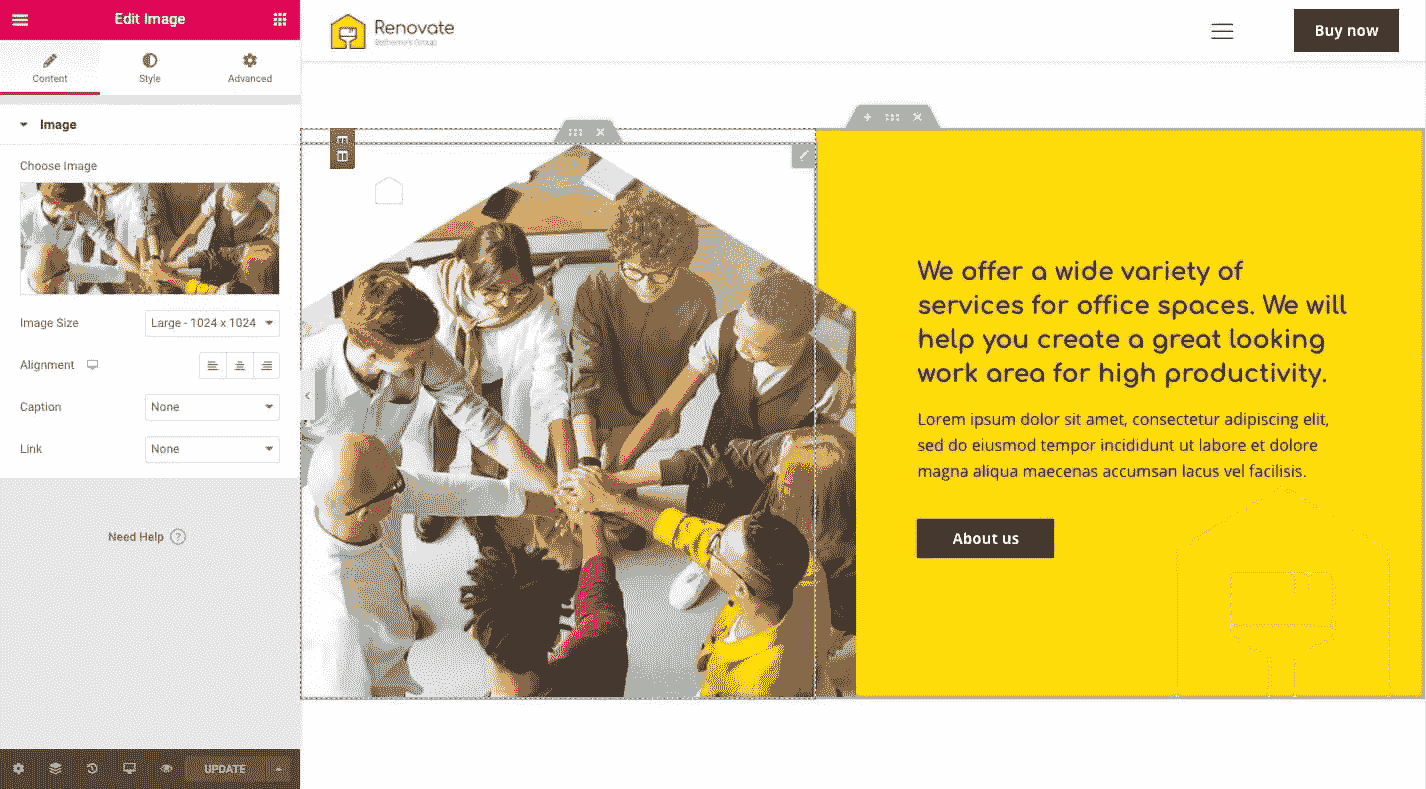 Edit Image
Content
Style
Advanced
Image
Choose Image
Image Size
Large - 1024 x 1024
Alignment
Caption
None
Link
None
Need Help ?
UPDATE
Renovate
Buy now
We offer a wide variety of
services for office spaces. We will
help you create a great looking
work area for high productivity.
Lorem ipsum dolor sit amet, consectetur adipiscing elit,
sed do eiusmod tempor incididunt ut labore et dolore
magna aliqua maecenas accumsan lacus vel facilisis.
About us